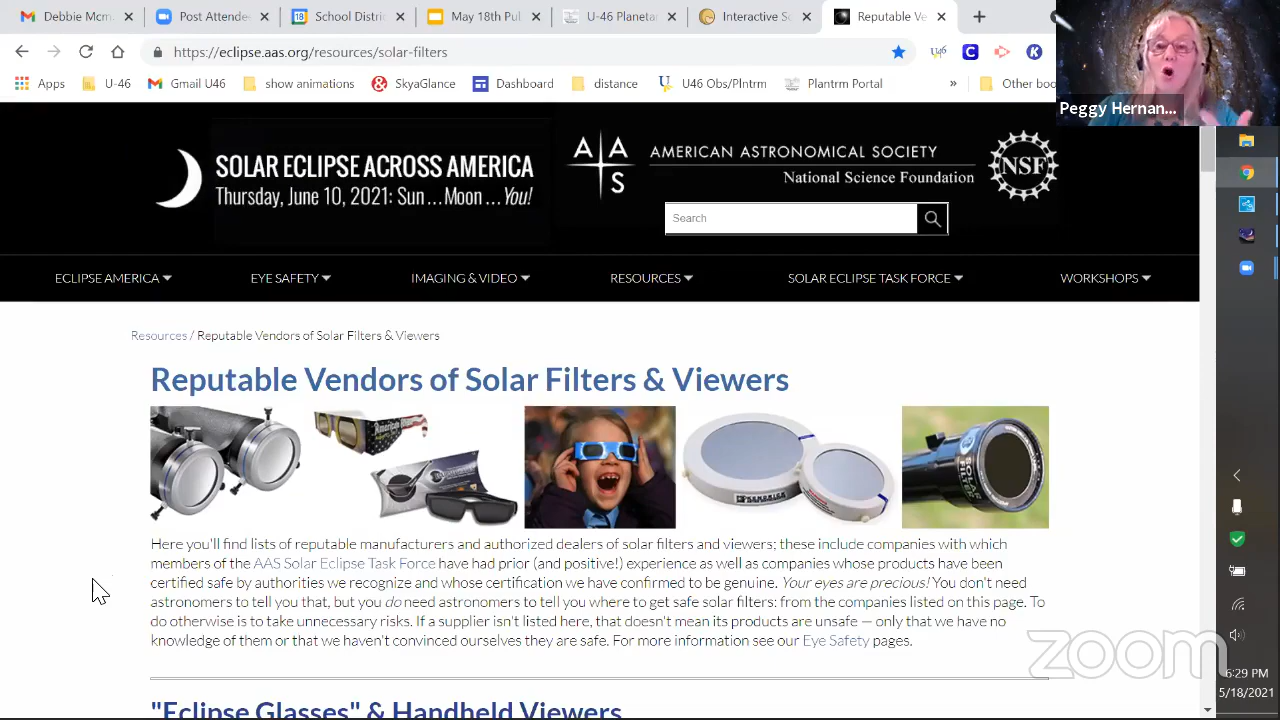 Debbie Mcm
Post Attende
School Distri
May 18th Pul
U-46 Planetar
Interactive S
Reputable Ve
https://eclipse.aas.org/resources/solar-filters
U46
C
K
Apps
U-46
Gmail U46
show animations
SkyaGlance
Dashboard
distance
U46 Obs/Plntrm
Plantrm Portal
»
Other boo
Peggy Hernan...
SOLAR ECLIPSE ACROSS AMERICA
Thursday, June 10, 2021: Sun...Moon...You!
A A S
AMERICAN ASTRONOMICAL SOCIETY
National Science Foundation
NSF
Search
ECLIPSE AMERICA
EYE SAFETY
IMAGING & VIDEO
RESOURCES
SOLAR ECLIPSE TASK FORCE
WORKSHOPS
Resources / Reputable Vendors of Solar Filters & Viewers
Reputable Vendors of Solar Filters & Viewers
SOLAR FILTER
Here you'll find lists of reputable manufacturers and authorized dealers of solar filters and viewers; these include companies with which
members of the AAS Solar Eclipse Task Force have had prior (and positive!) experience as well as companies whose products have been
certified safe by authorities we recognize and whose certification we have confirmed to be genuine. Your eyes are precious! You don't need
astronomers to tell you that, but you do need astronomers to tell you where to get safe solar filters: from the companies listed on this page. To
do otherwise is to take unnecessary risks. If a supplier isn't listed here, that doesn't mean its products are unsafe — only that we have no
knowledge of them or that we haven't convinced ourselves they are safe. For more information see our Eye Safety pages.
"Eclipse Glasses" & Handheld Viewers
zoom
6:29 PM
5/18/2021